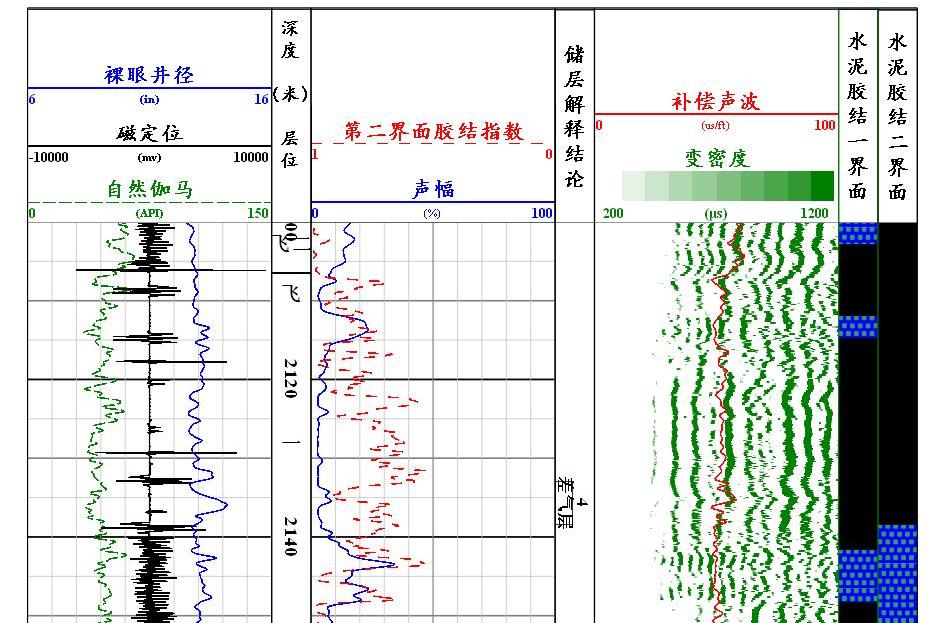 裸眼井径
6 (in) 16
磁定位
-10000 (mv) 10000
自然伽马
0 (API) 150
深度
(米)
层位
第二界面胶结指数
1 0
声幅
0 (%) 100
储层解释结论
补偿声波
0 (us/ft) 100
变密度
200 (μs) 1200
水泥胶结一界面
水泥胶结二界面
00
2120
一
2140
4
差气层